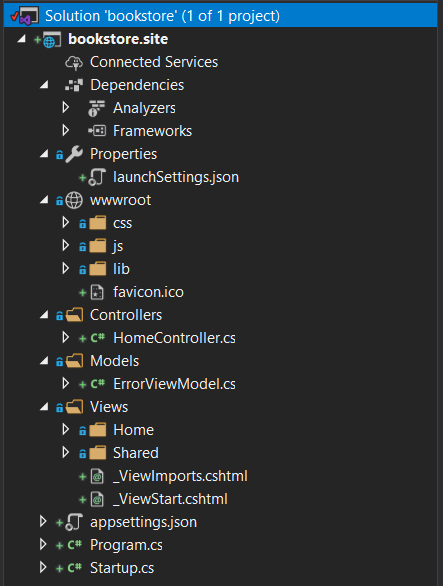 Solution 'bookstore' (1 of 1 project)
bookstore.site
Connected Services
Dependencies
Analyzers
Frameworks
Properties
launchSettings.json
wwwroot
css
js
lib
favicon.ico
Controllers
C# HomeController.cs
Models
C# ErrorViewModel.cs
Views
Home
Shared
_ViewImports.cshtml
_ViewStart.cshtml
appsettings.json
C# Program.cs
C# Startup.cs